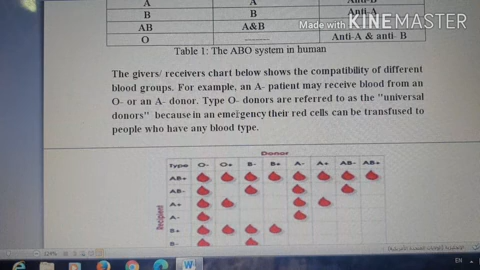 A A Anti-B
B B Anti-A
AB A&B
O ........ Anti-A & anti- B
Made with KINEMASTER
Table 1: The ABO system in human
The givers/ receivers chart below shows the compatibility of different
blood groups. For example, an A- patient may receive blood from an
O- or an A- donor. Type O- donors are referred to as the "universal
donors" because in an emergency their red cells can be transfused to
people who have any blood type.
Donor
Type O- O+ B- B+ A- A+ AB- AB+
Recipient
AB+
AB-
A+
A-
B+
B-
124%
EN